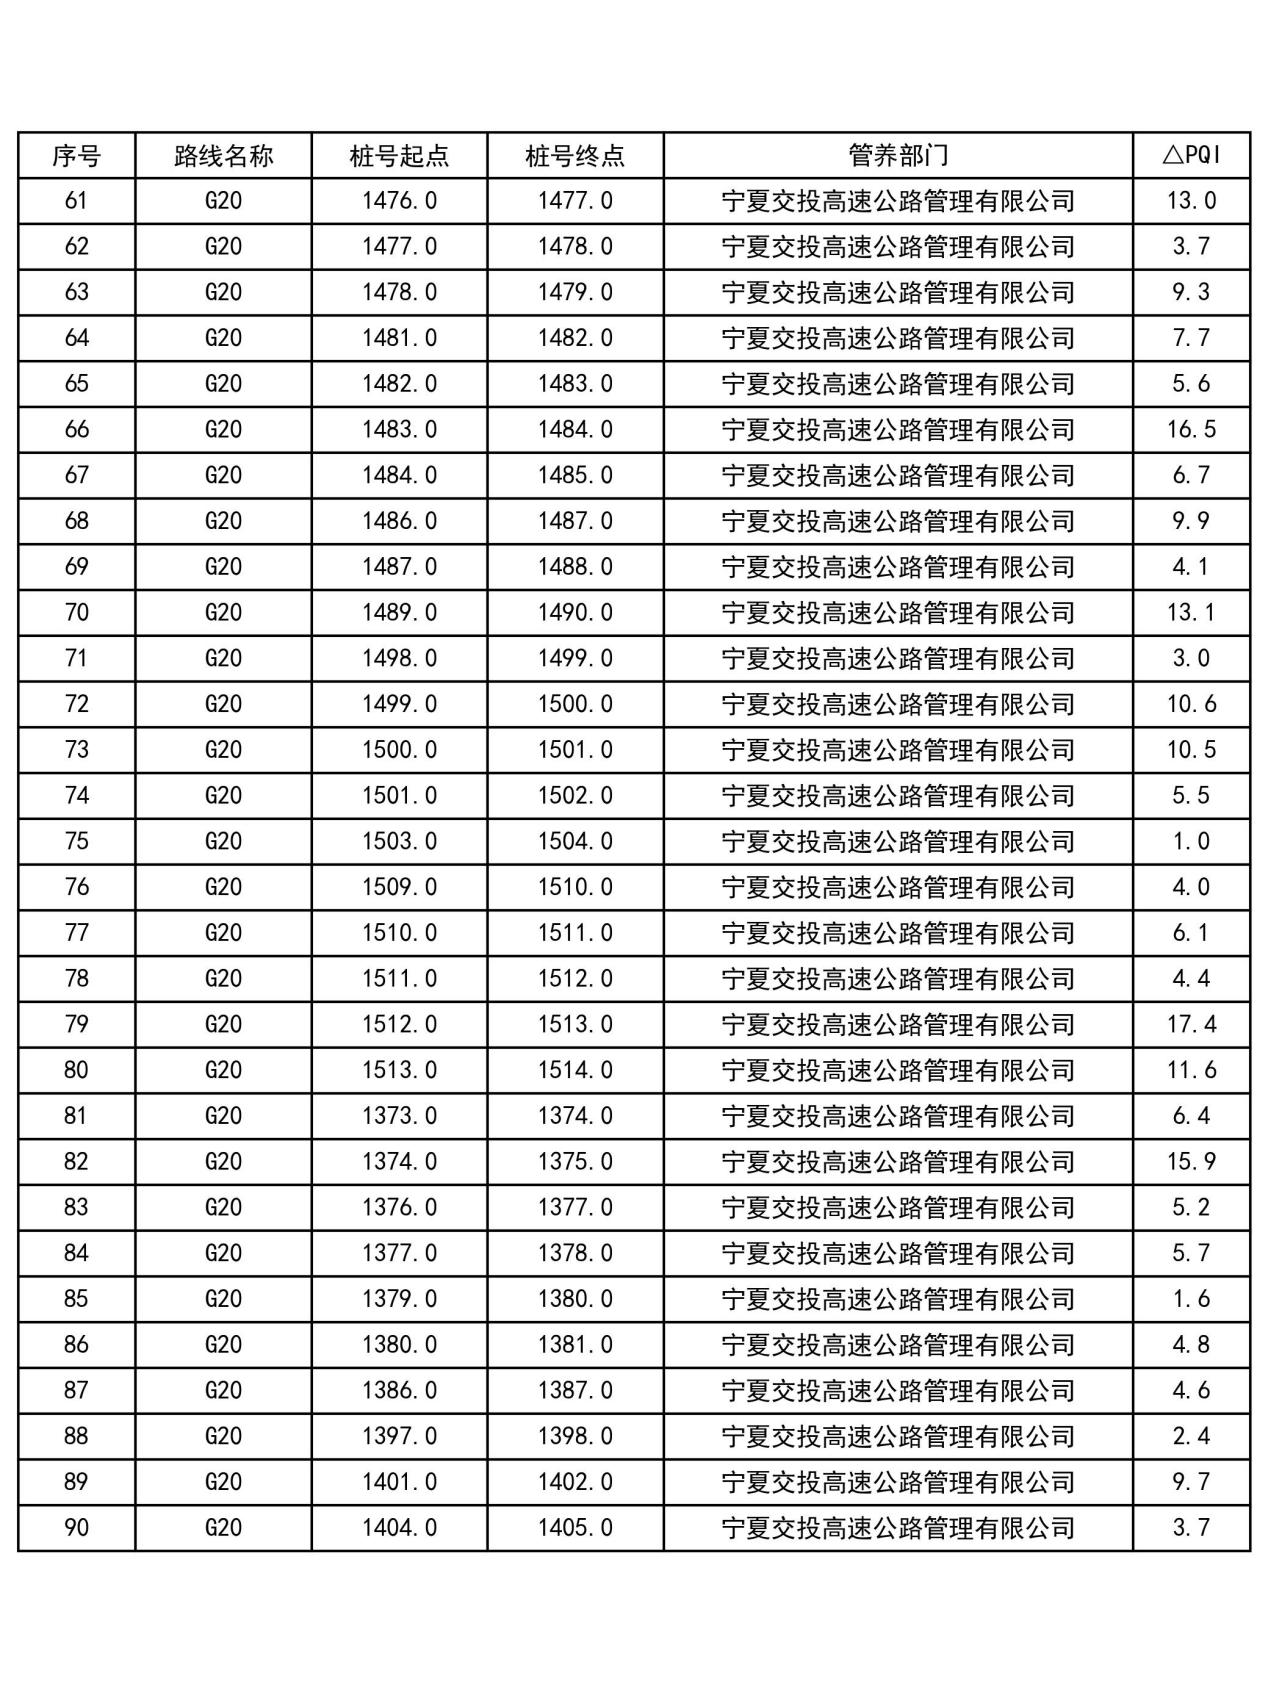 序号 路线名称 桩号起点 桩号终点 管养部门 △PQI
61 G20 1476.0 1477.0 宁夏交投高速公路管理有限公司 13.0
62 G20 1477.0 1478.0 宁夏交投高速公路管理有限公司 3.7
63 G20 1478.0 1479.0 宁夏交投高速公路管理有限公司 9.3
64 G20 1481.0 1482.0 宁夏交投高速公路管理有限公司 7.7
65 G20 1482.0 1483.0 宁夏交投高速公路管理有限公司 5.6
66 G20 1483.0 1484.0 宁夏交投高速公路管理有限公司 16.5
67 G20 1484.0 1485.0 宁夏交投高速公路管理有限公司 6.7
68 G20 1486.0 1487.0 宁夏交投高速公路管理有限公司 9.9
69 G20 1487.0 1488.0 宁夏交投高速公路管理有限公司 4.1
70 G20 1489.0 1490.0 宁夏交投高速公路管理有限公司 13.1
71 G20 1498.0 1499.0 宁夏交投高速公路管理有限公司 3.0
72 G20 1499.0 1500.0 宁夏交投高速公路管理有限公司 10.6
73 G20 1500.0 1501.0 宁夏交投高速公路管理有限公司 10.5
74 G20 1501.0 1502.0 宁夏交投高速公路管理有限公司 5.5
75 G20 1503.0 1504.0 宁夏交投高速公路管理有限公司 1.0
76 G20 1509.0 1510.0 宁夏交投高速公路管理有限公司 4.0
77 G20 1510.0 1511.0 宁夏交投高速公路管理有限公司 6.1
78 G20 1511.0 1512.0 宁夏交投高速公路管理有限公司 4.4
79 G20 1512.0 1513.0 宁夏交投高速公路管理有限公司 17.4
80 G20 1513.0 1514.0 宁夏交投高速公路管理有限公司 11.6
81 G20 1373.0 1374.0 宁夏交投高速公路管理有限公司 6.4
82 G20 1374.0 1375.0 宁夏交投高速公路管理有限公司 15.9
83 G20 1376.0 1377.0 宁夏交投高速公路管理有限公司 5.2
84 G20 1377.0 1378.0 宁夏交投高速公路管理有限公司 5.7
85 G20 1379.0 1380.0 宁夏交投高速公路管理有限公司 1.6
86 G20 1380.0 1381.0 宁夏交投高速公路管理有限公司 4.8
87 G20 1386.0 1387.0 宁夏交投高速公路管理有限公司 4.6
88 G20 1397.0 1398.0 宁夏交投高速公路管理有限公司 2.4
89 G20 1401.0 1402.0 宁夏交投高速公路管理有限公司 9.7
90 G20 1404.0 1405.0 宁夏交投高速公路管理有限公司 3.7